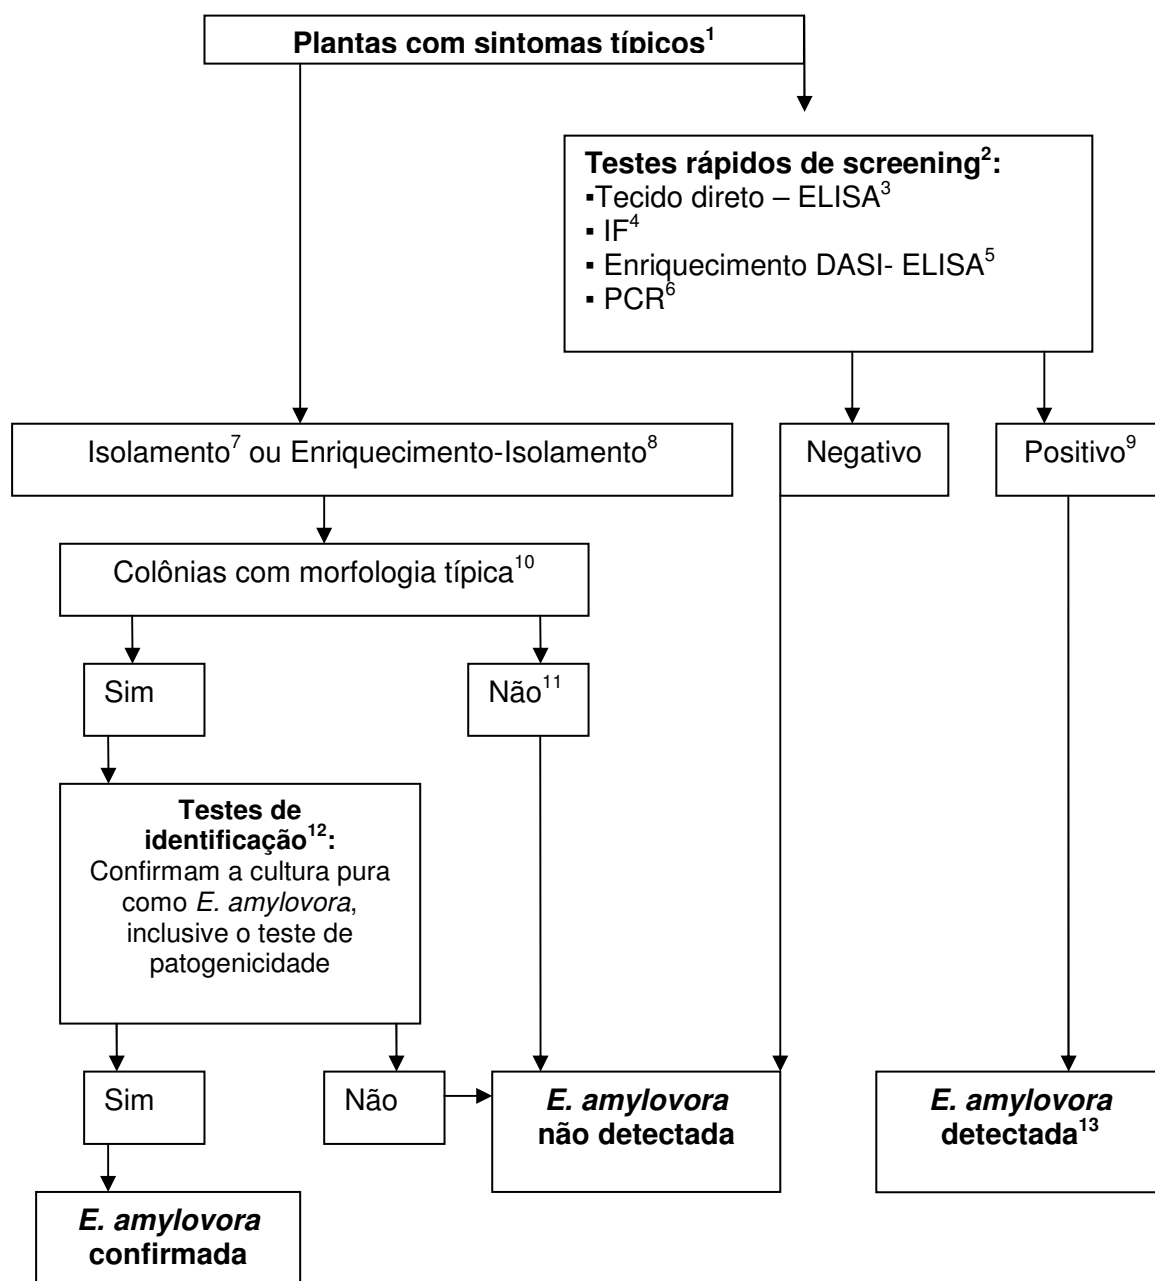 Plantas com sintomas típicos¹
Testes rápidos de screening²:
▪Tecido direto – ELISA³
▪ IF⁴
▪ Enriquecimento DASI- ELISA⁵
▪ PCR⁶
Isolamento⁷ ou Enriquecimento-Isolamento⁸
Negativo
Positivo⁹
Colônias com morfologia típica¹⁰
Sim
Não¹¹
Testes de
identificação¹²:
Confirmam a cultura pura
como E. amylovora,
inclusive o teste de
patogenicidade
Sim
Não
E. amylovora
não detectada
E. amylovora
detectada¹³
E. amylovora
confirmada